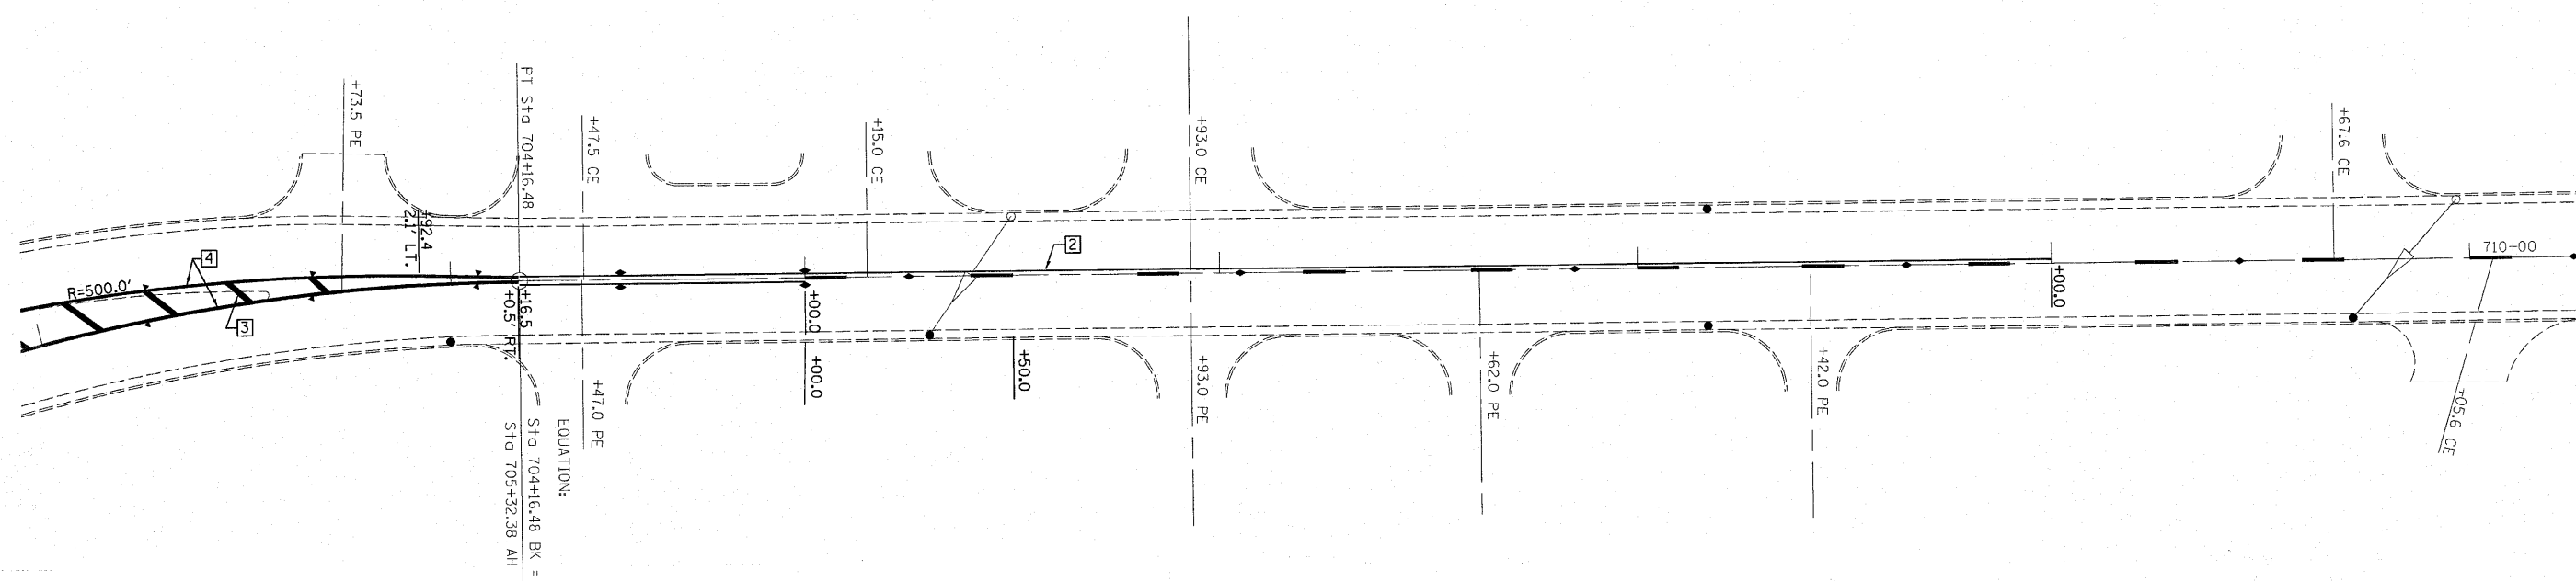 +73.5 PE
PT Sta 704+16.48
+47.5 CE
+15.0 CE
+93.0 CE
+67.6 CE
+92.4
2.1' LT.
4
2
710+00
R=500.0'
3
+16.5
+0.5' RT.
+00.0
+00.0
+00.0
+50.0
+47.0 PE
+93.0 PE
+62.0 PE
+42.0 PE
+05.6 CE
EQUATION:
Sta 704+16.48 BK =
Sta 705+32.38 AH